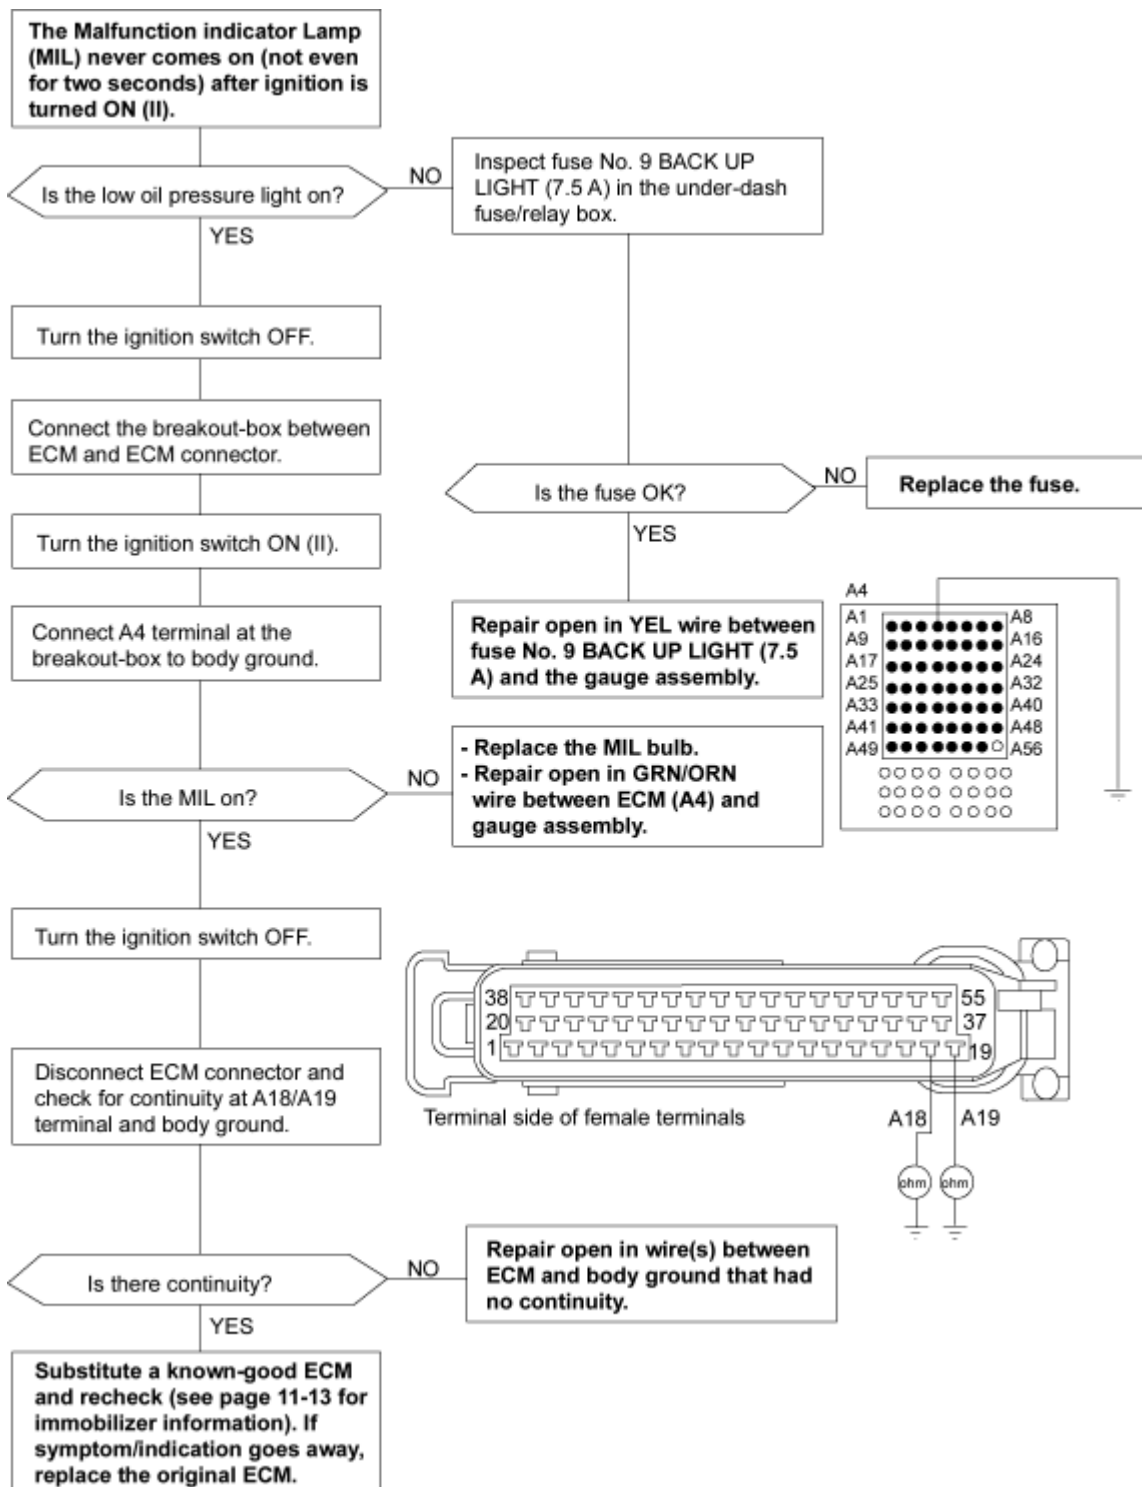 The Malfunction indicator Lamp
(MIL) never comes on (not even
for two seconds) after ignition is
turned ON (II).
Is the low oil pressure light on?
NO
Inspect fuse No. 9 BACK UP
LIGHT (7.5 A) in the under-dash
fuse/relay box.
YES
Turn the ignition switch OFF.
Connect the breakout-box between
ECM and ECM connector.
Is the fuse OK?
NO
Replace the fuse.
YES
Turn the ignition switch ON (II).
Connect A4 terminal at the
breakout-box to body ground.
Repair open in YEL wire between
fuse No. 9 BACK UP LIGHT (7.5
A) and the gauge assembly.
A4
A1 A8
A9 A16
A17 A24
A25 A32
A33 A40
A41 A48
A49 A56
Is the MIL on?
NO
- Replace the MIL bulb.
- Repair open in GRN/ORN
wire between ECM (A4) and
gauge assembly.
YES
Turn the ignition switch OFF.
38 55
20 37
1 19
Terminal side of female terminals
A18 A19
ohm ohm
Disconnect ECM connector and
check for continuity at A18/A19
terminal and body ground.
Is there continuity?
NO
Repair open in wire(s) between
ECM and body ground that had
no continuity.
YES
Substitute a known-good ECM
and recheck (see page 11-13 for
immobilizer information). If
symptom/indication goes away,
replace the original ECM.